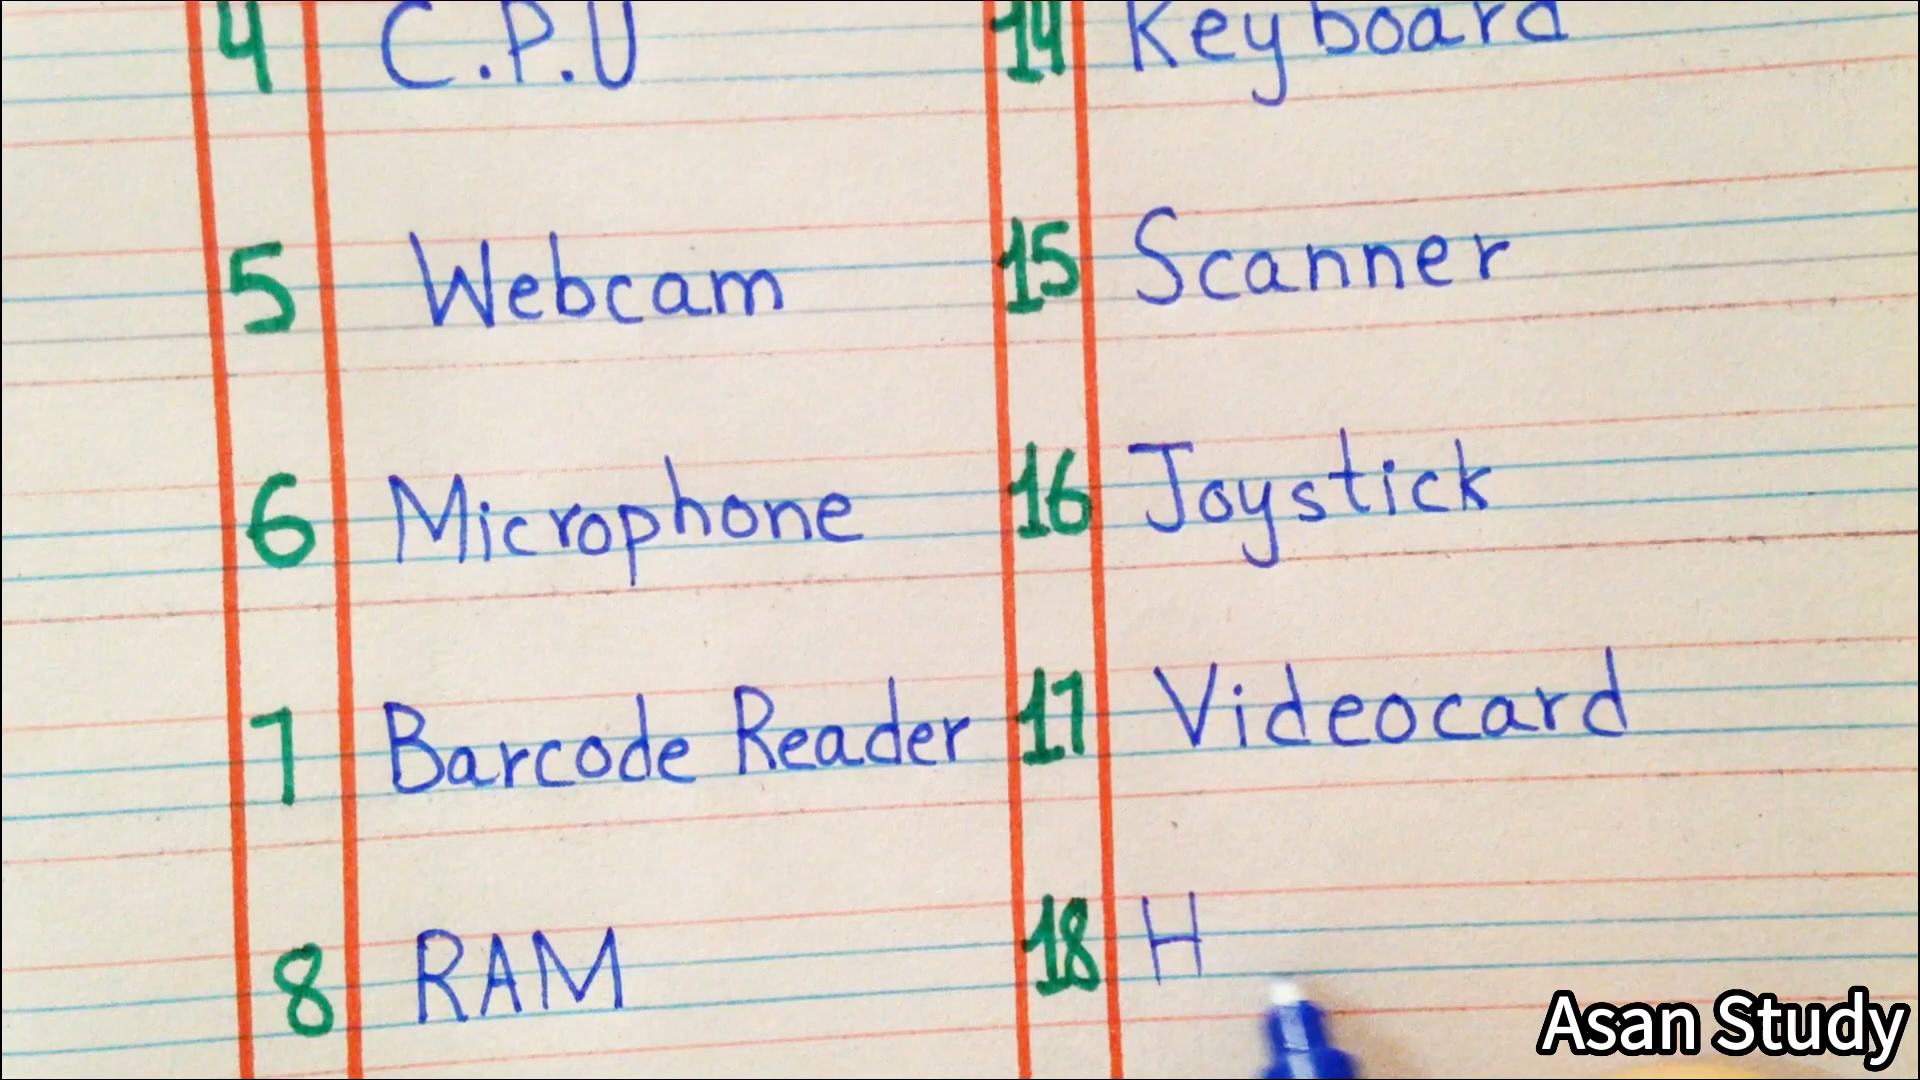 4 C.P.U
5 Webcam
6 Microphone
7 Barcode Reader
8 RAM
14 Keyboard
15 Scanner
16 Joystick
17 Videocard
18 H
Asan Study